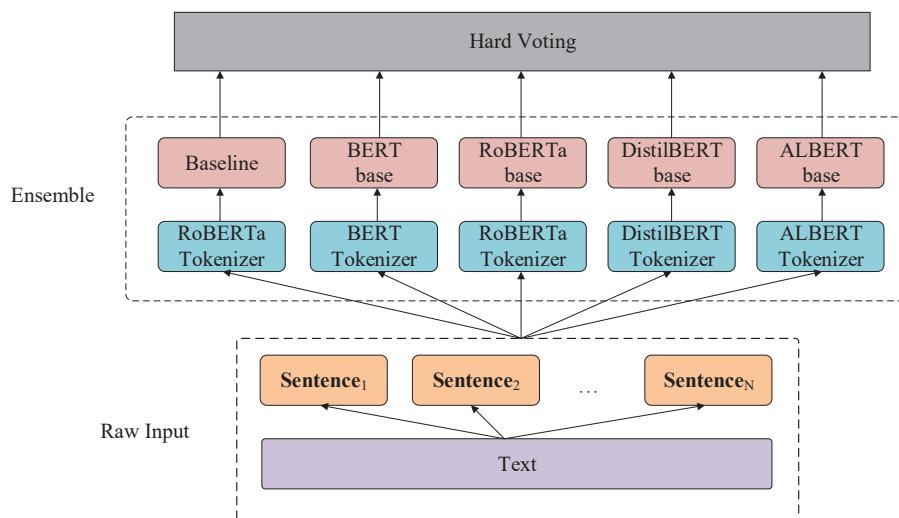 Hard Voting
Baseline
BERT
base
RoBERTa
base
DistilBERT
base
ALBERT
base
Ensemble
RoBERTa
Tokenizer
BERT
Tokenizer
RoBERTa
Tokenizer
DistilBERT
Tokenizer
ALBERT
Tokenizer
Sentence₁
Sentence₂
...
Sentence_N
Raw Input
Text